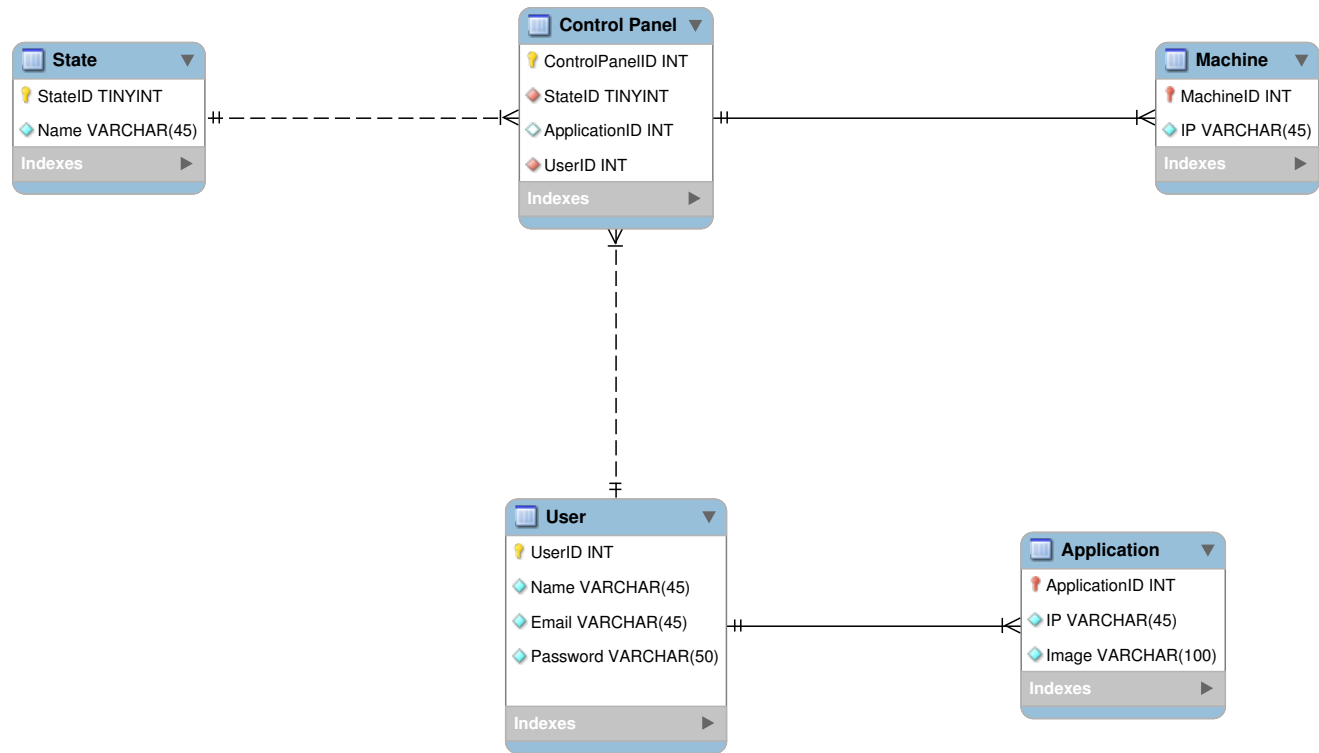 State
StateID TINYINT
Name VARCHAR(45)
Indexes
Control Panel
ControlPanelID INT
StateID TINYINT
ApplicationID INT
UserID INT
Indexes
Machine
MachineID INT
IP VARCHAR(45)
Indexes
User
UserID INT
Name VARCHAR(45)
Email VARCHAR(45)
Password VARCHAR(50)
Indexes
Application
ApplicationID INT
IP VARCHAR(45)
Image VARCHAR(100)
Indexes